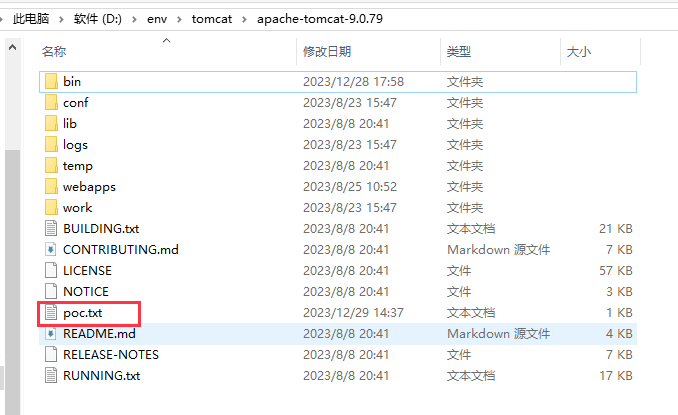 此电脑 > 软件 (D:) > env > tomcat > apache-tomcat-9.0.79
名称 修改日期 类型 大小
bin 2023/12/28 17:58 文件夹
conf 2023/8/23 15:47 文件夹
lib 2023/8/8 20:41 文件夹
logs 2023/8/23 15:47 文件夹
temp 2023/8/8 20:41 文件夹
webapps 2023/8/25 10:52 文件夹
work 2023/8/23 15:47 文件夹
BUILDING.txt 2023/8/8 20:41 文本文档 21 KB
CONTRIBUTING.md 2023/8/8 20:41 Markdown 源文件 7 KB
LICENSE 2023/8/8 20:41 文件 57 KB
NOTICE 2023/8/8 20:41 文件 3 KB
poc.txt 2023/12/29 14:37 文本文档 1 KB
README.md 2023/8/8 20:41 Markdown 源文件 4 KB
RELEASE-NOTES 2023/8/8 20:41 文件 7 KB
RUNNING.txt 2023/8/8 20:41 文本文档 17 KB